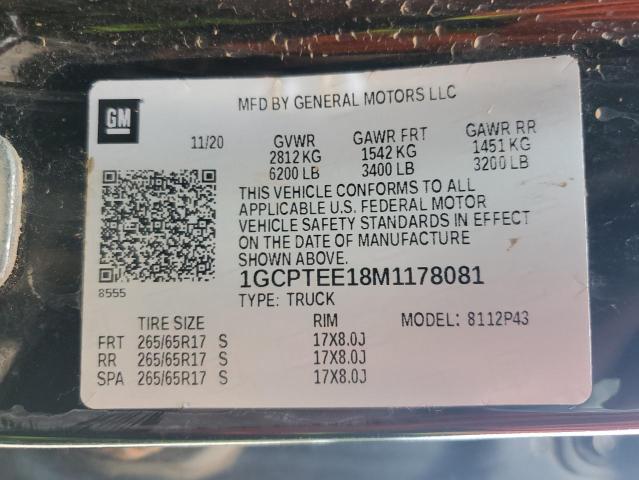 GM
MFD BY GENERAL MOTORS LLC
11/20 GVWR GAWR FRT GAWR RR
2812 KG 1542 KG 1451 KG
6200 LB 3400 LB 3200 LB
THIS VEHICLE CONFORMS TO ALL
APPLICABLE U.S. FEDERAL MOTOR
VEHICLE SAFETY STANDARDS IN EFFECT
ON THE DATE OF MANUFACTURE
SHOWN ABOVE.
8555
1GCPTEE18M1178081
TYPE: TRUCK
TIRE SIZE RIM MODEL: 8112P43
FRT 265/65R17 S 17X8.0J
RR 265/65R17 S 17X8.0J
SPA 265/65R17 S 17X8.0J